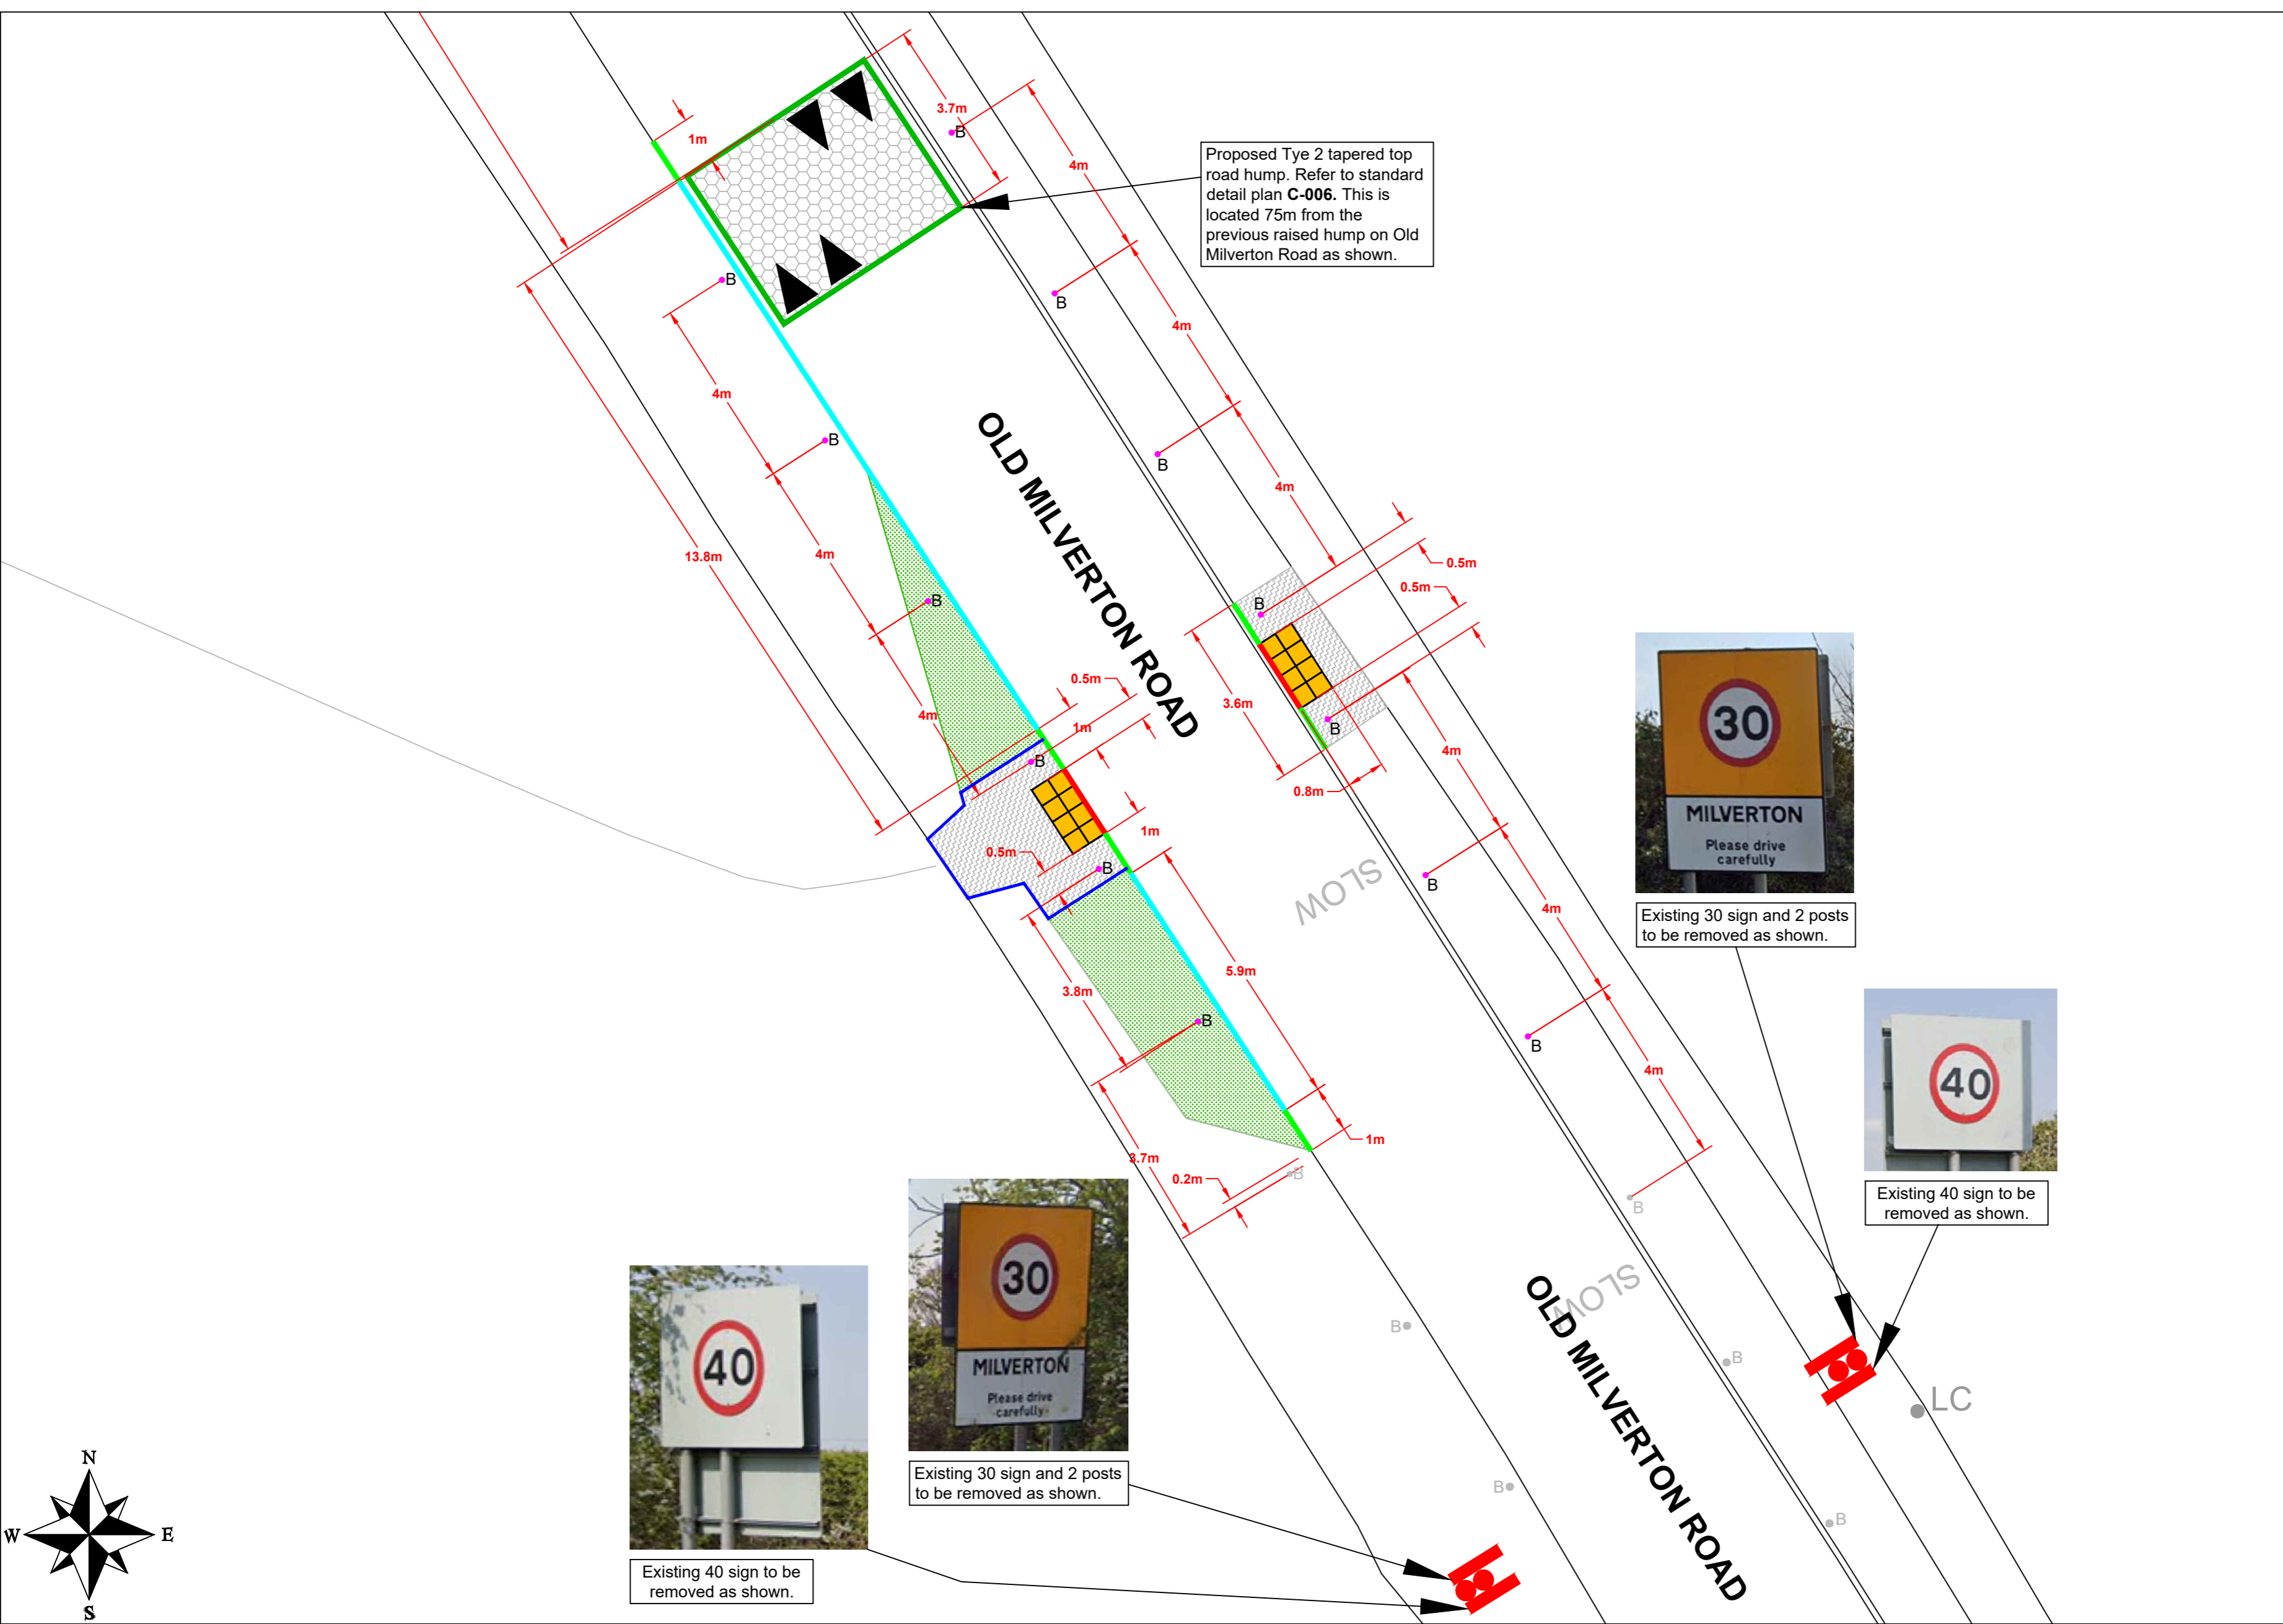 3.7m
B
1m
4m
Proposed Tye 2 tapered top
road hump. Refer to standard
detail plan C-006. This is
located 75m from the
previous raised hump on Old
Milverton Road as shown.
B
B
4m
4m
B
B
4m
OLD MILVERTON ROAD
4m
13.8m
0.5m
0.5m
B
B
4m
0.5m
3.6m
1m
B
4m
B
0.8m
1m
0.5m
B
SLOW
B
4m
5.9m
3.8m
B
B
4m
1m
3.7m
0.2m
B
B
30
MILVERTON
Please drive
carefully
Existing 30 sign and 2 posts
to be removed as shown.
40
Existing 40 sign to be
removed as shown.
SLOW
OLD MILVERTON ROAD
B
B
B
B
LC
30
MILVERTON
Please drive
carefully
Existing 30 sign and 2 posts
to be removed as shown.
40
Existing 40 sign to be
removed as shown.
N
W
E
S